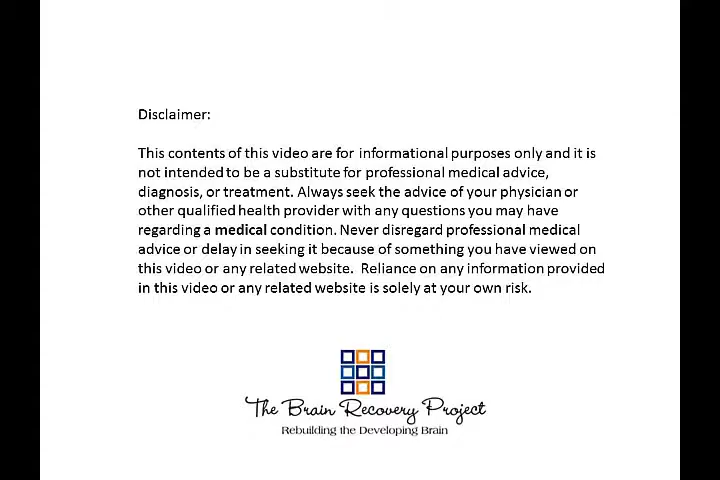 Disclaimer:
This contents of this video are for informational purposes only and it is
not intended to be a substitute for professional medical advice,
diagnosis, or treatment. Always seek the advice of your physician or
other qualified health provider with any questions you may have
regarding a medical condition. Never disregard professional medical
advice or delay in seeking it because of something you have viewed on
this video or any related website. Reliance on any information provided
in this video or any related website is solely at your own risk.
The Brain Recovery Project
Rebuilding the Developing Brain